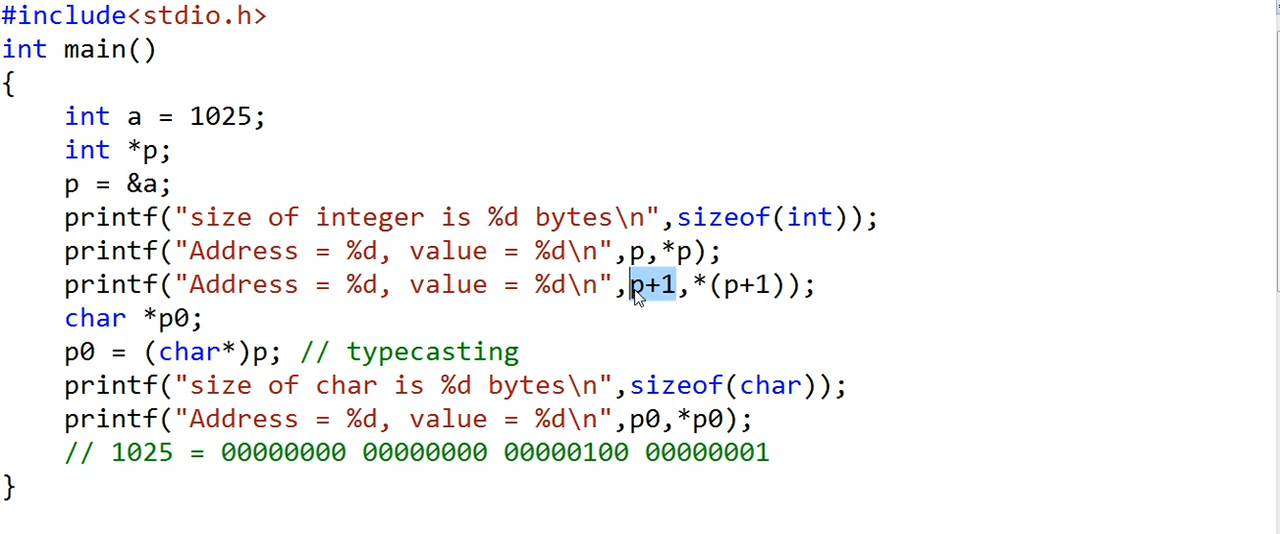 #include<stdio.h>
int main()
{
    int a = 1025;
    int *p;
    p = &a;
    printf("size of integer is %d bytes\n",sizeof(int));
    printf("Address = %d, value = %d\n",p,*p);
    printf("Address = %d, value = %d\n",p+1,*(p+1));
    char *p0;
    p0 = (char*)p; // typecasting
    printf("size of char is %d bytes\n",sizeof(char));
    printf("Address = %d, value = %d\n",p0,*p0);
    // 1025 = 00000000 00000000 00000100 00000001
}